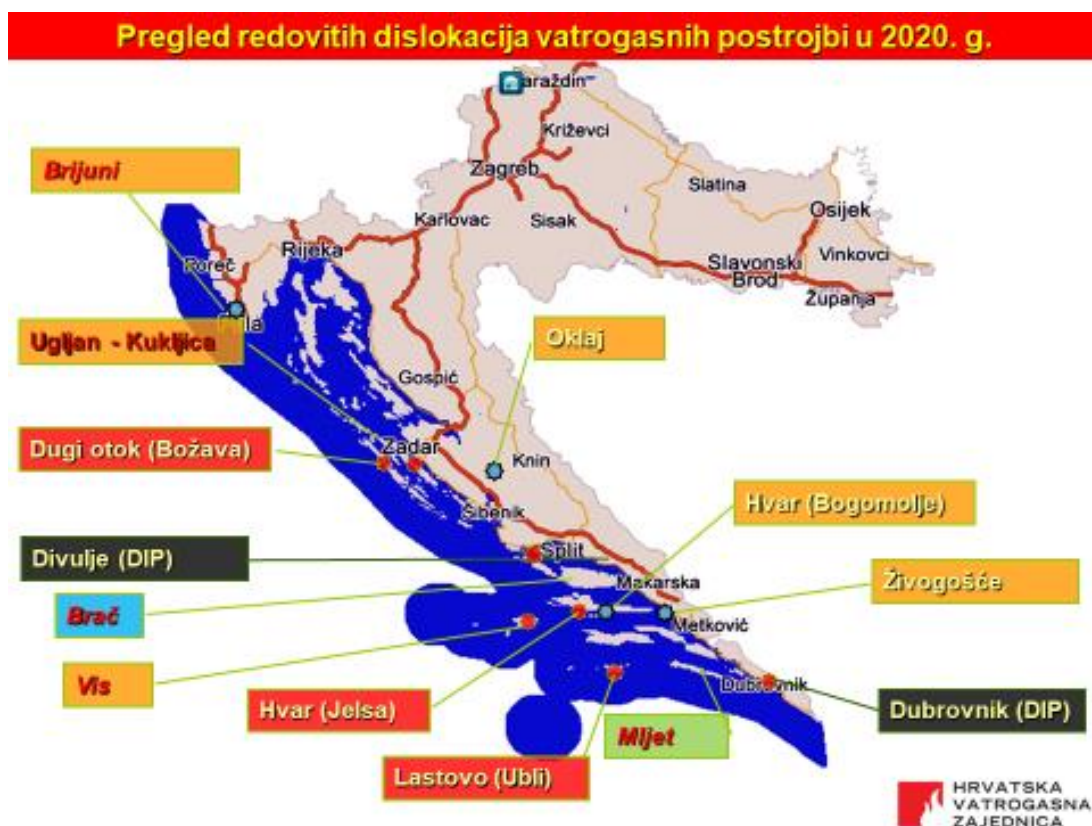 Pregled redovitih dislokacija vatrogasnih postrojbi u 2020. g.
araždin
Križevci
Brijuni
Zagreb
Slatina
Karlovac
Sisak
Osijek
Rijeka
Poreč
Slavonski
Brod
Vinkovci
Županja
Ugljan - Kukljica
Oklaj
Gospić
Dugi otok (Božava)
Zadar
Knin
Hvar (Bogomolje)
Šibenik
Divulje (DIP)
Split
Makarska
Živogošće
Brač
Metković
Vis
Dubrovnik
Hvar (Jelsa)
Dubrovnik (DIP)
Mljet
Lastovo (Ubli)
HRVATSKA
VATROGASNA
ZAJEDNICA